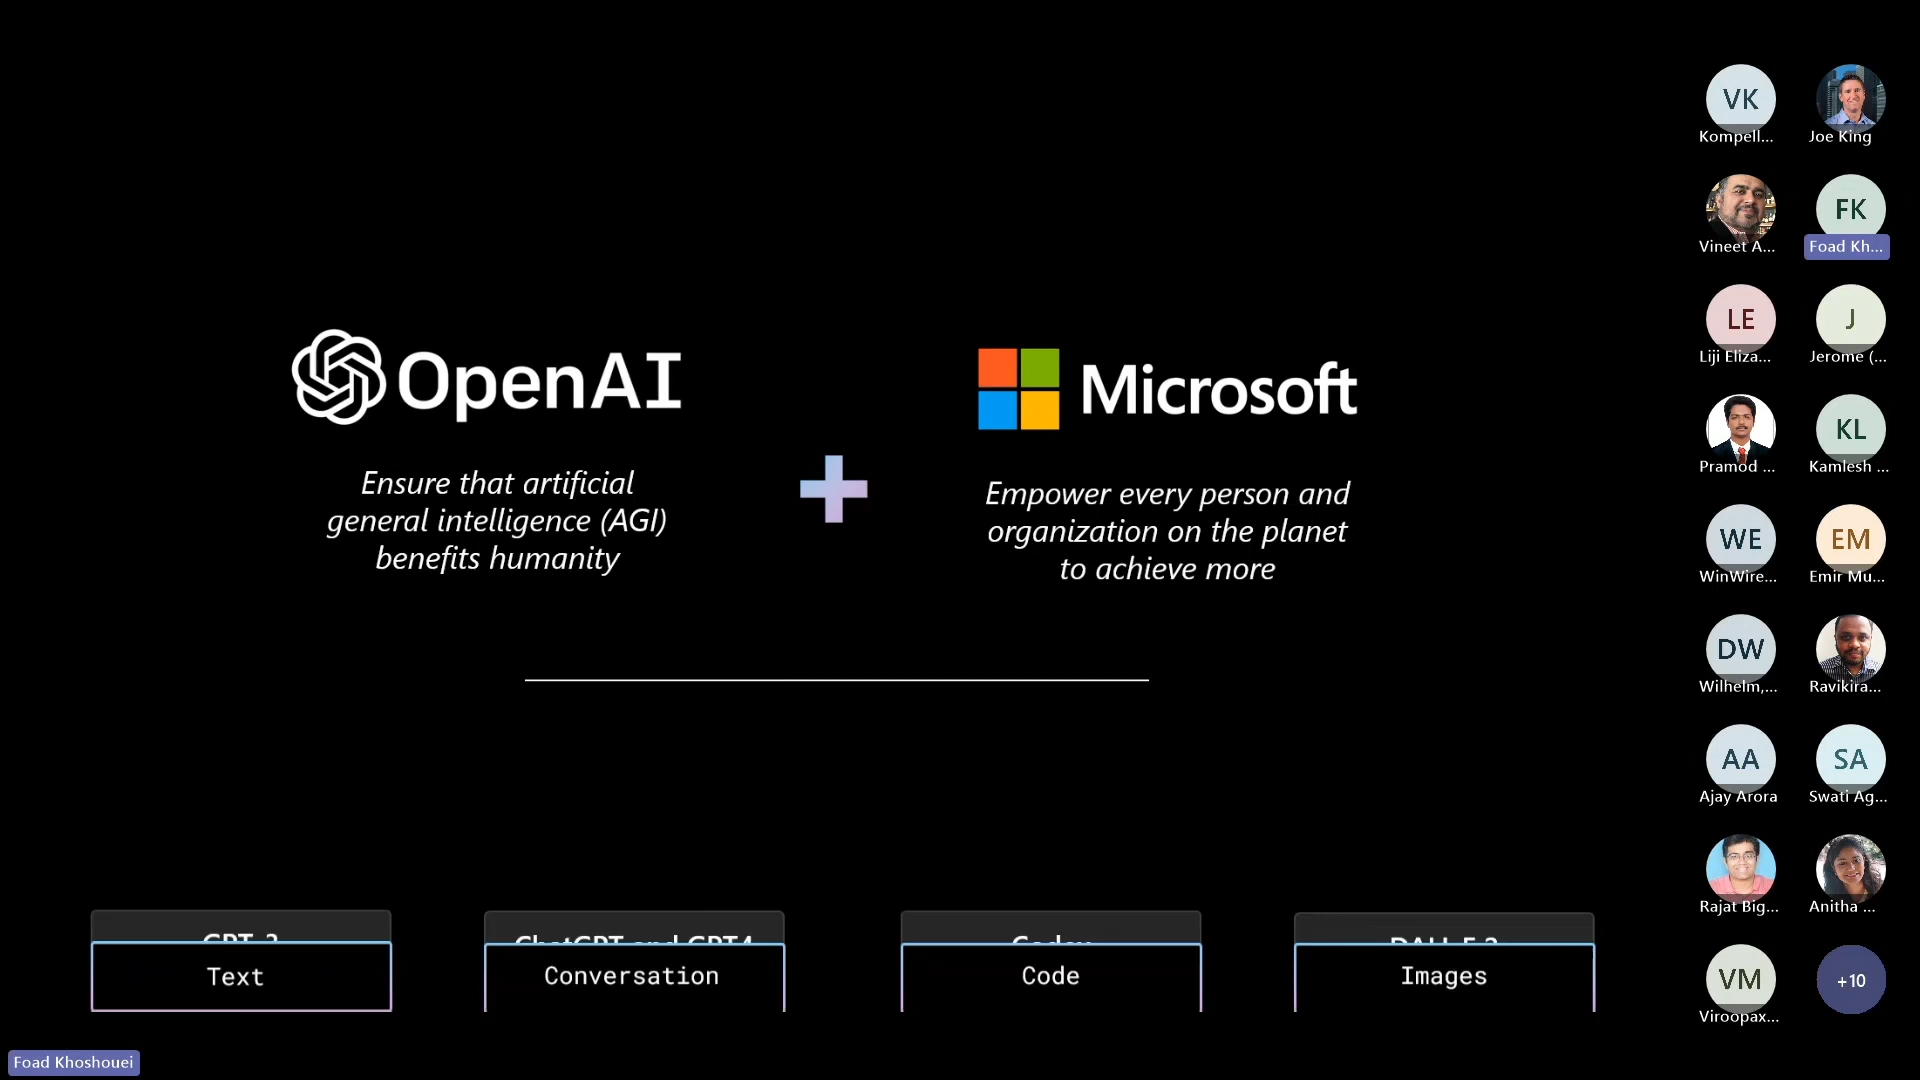 OpenAI
Ensure that artificial
general intelligence (AGI)
benefits humanity
Microsoft
Empower every person and
organization on the planet
to achieve more
ChatGPT and GPT4
Text
Conversation
Code
Images
VK
Kompell...
Joe King
Vineet A...
FK
Foad Kh...
LE
Liji Eliza...
J
Jerome (...
Pramod ...
KL
Kamlesh ...
WE
WinWire...
EM
Emir Mu...
DW
Wilhelm,...
Ravikira...
AA
Ajay Arora
SA
Swati Ag...
Rajat Big...
Anitha ...
VM
Viroopax...
+10
Foad Khoshouei